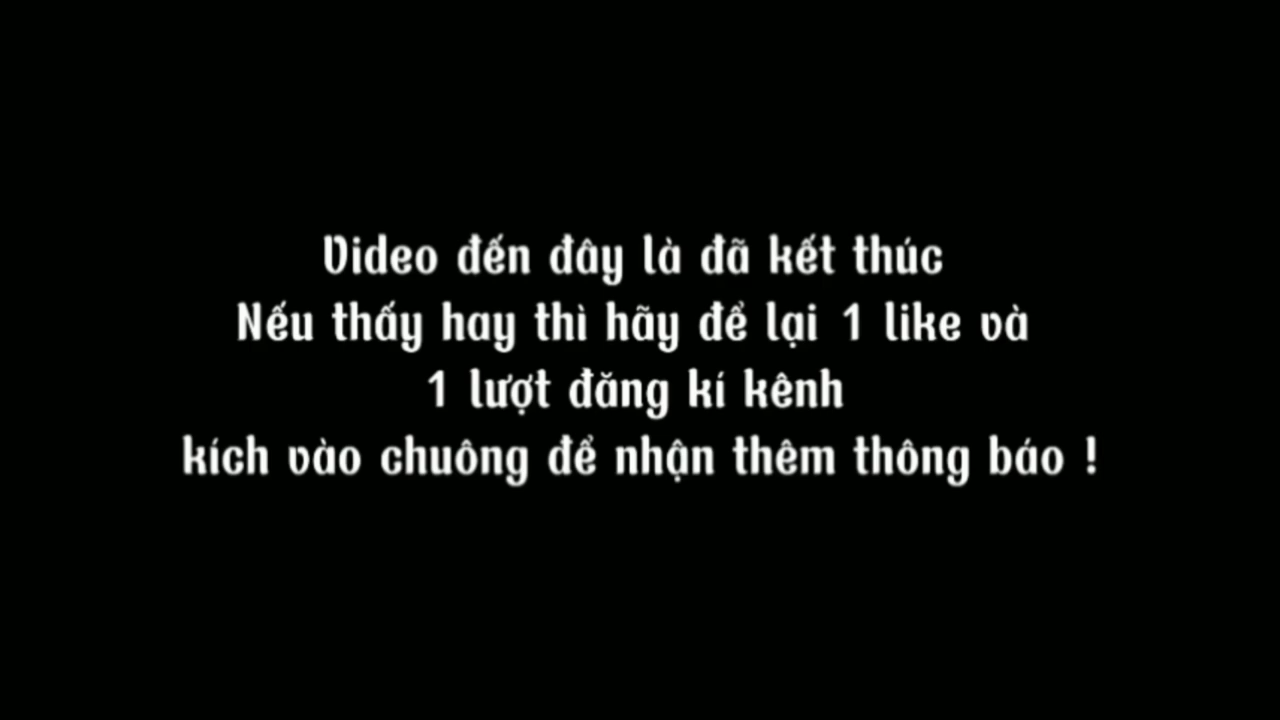 Video đến đây là đã kết thúc
Nếu thấy hay thì hãy để lại 1 like và
1 lượt đăng kí kênh
kích vào chuông để nhận thêm thông báo !